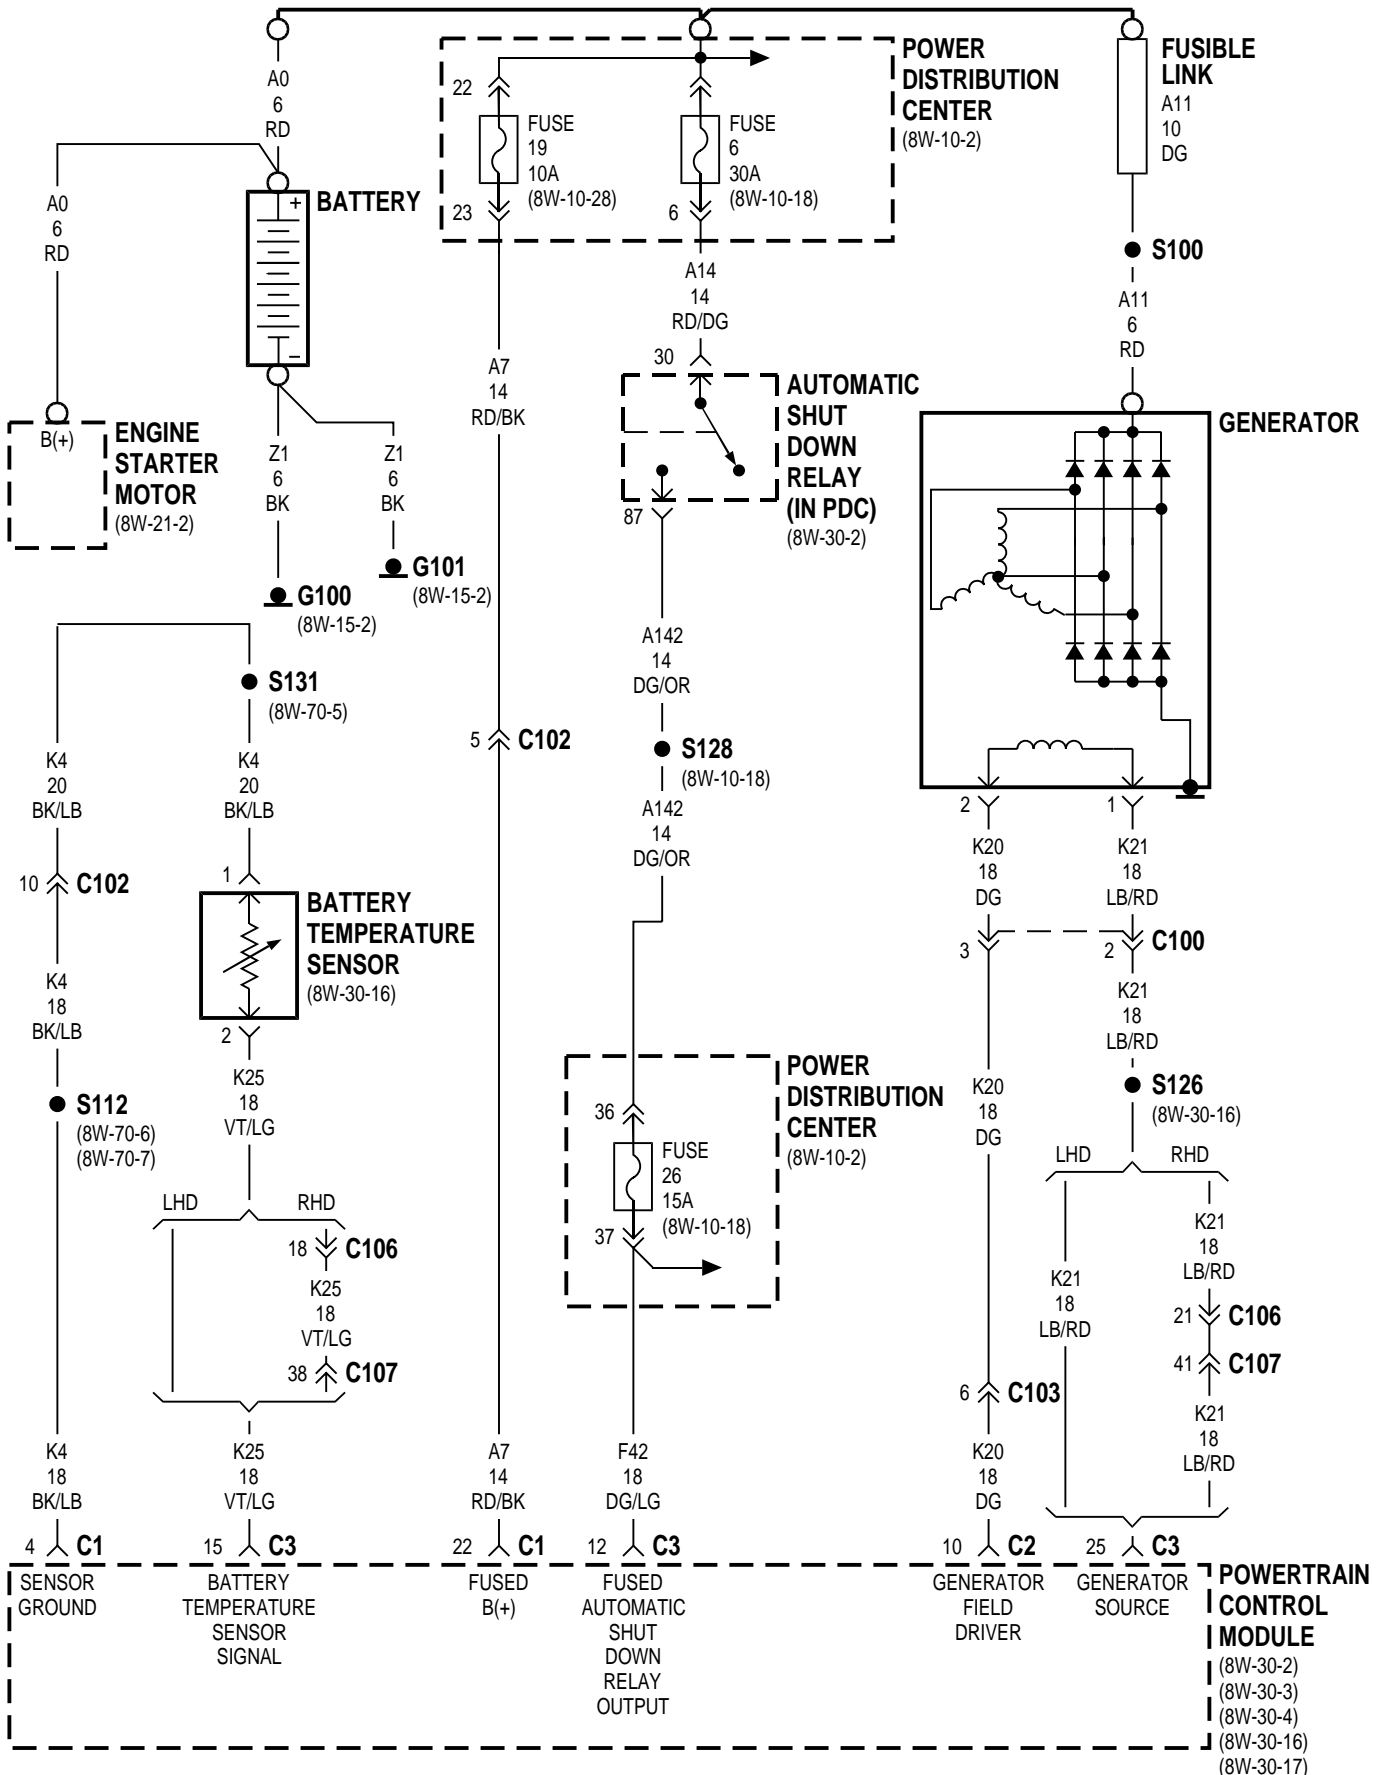 A0
6
RD
A0
6
RD
+
BATTERY
–
B(+)
ENGINE
STARTER
MOTOR
(8W-21-2)
Z1
6
BK
Z1
6
BK
G101
(8W-15-2)
G100
(8W-15-2)
POWER
DISTRIBUTION
CENTER
(8W-10-2)
22
FUSE
19
10A
(8W-10-28)
23
FUSE
6
30A
(8W-10-18)
6
FUSIBLE
LINK
A11
10
DG
S100
A11
6
RD
A14
14
RD/DG
A7
14
RD/BK
30
AUTOMATIC
SHUT
DOWN
RELAY
(IN PDC)
(8W-30-2)
87
GENERATOR
A142
14
DG/OR
S128
(8W-10-18)
A142
14
DG/OR
5
C102
S131
(8W-70-5)
K4
20
BK/LB
K4
20
BK/LB
10
C102
1
BATTERY
TEMPERATURE
SENSOR
(8W-30-16)
2
K4
18
BK/LB
S112
(8W-70-6)
(8W-70-7)
K25
18
VT/LG
LHD
RHD
18
C106
K25
18
VT/LG
38
C107
POWER
DISTRIBUTION
CENTER
(8W-10-2)
36
FUSE
26
15A
(8W-10-18)
37
2
1
K20
18
DG
K21
18
LB/RD
3
2
C100
K21
18
LB/RD
K20
18
DG
S126
(8W-30-16)
LHD
RHD
K21
18
LB/RD
K21
18
LB/RD
21
C106
41
C107
6
C103
K21
18
LB/RD
K4
18
BK/LB
K25
18
VT/LG
A7
14
RD/BK
F42
18
DG/LG
K20
18
DG
4
C1
15
C3
22
C1
12
C3
10
C2
25
C3
SENSOR
GROUND
BATTERY
TEMPERATURE
SENSOR
SIGNAL
FUSED
B(+)
FUSED
AUTOMATIC
SHUT
DOWN
RELAY
OUTPUT
GENERATOR
FIELD
DRIVER
GENERATOR
SOURCE
POWERTRAIN
CONTROL
MODULE
(8W-30-2)
(8W-30-3)
(8W-30-4)
(8W-30-16)
(8W-30-17)